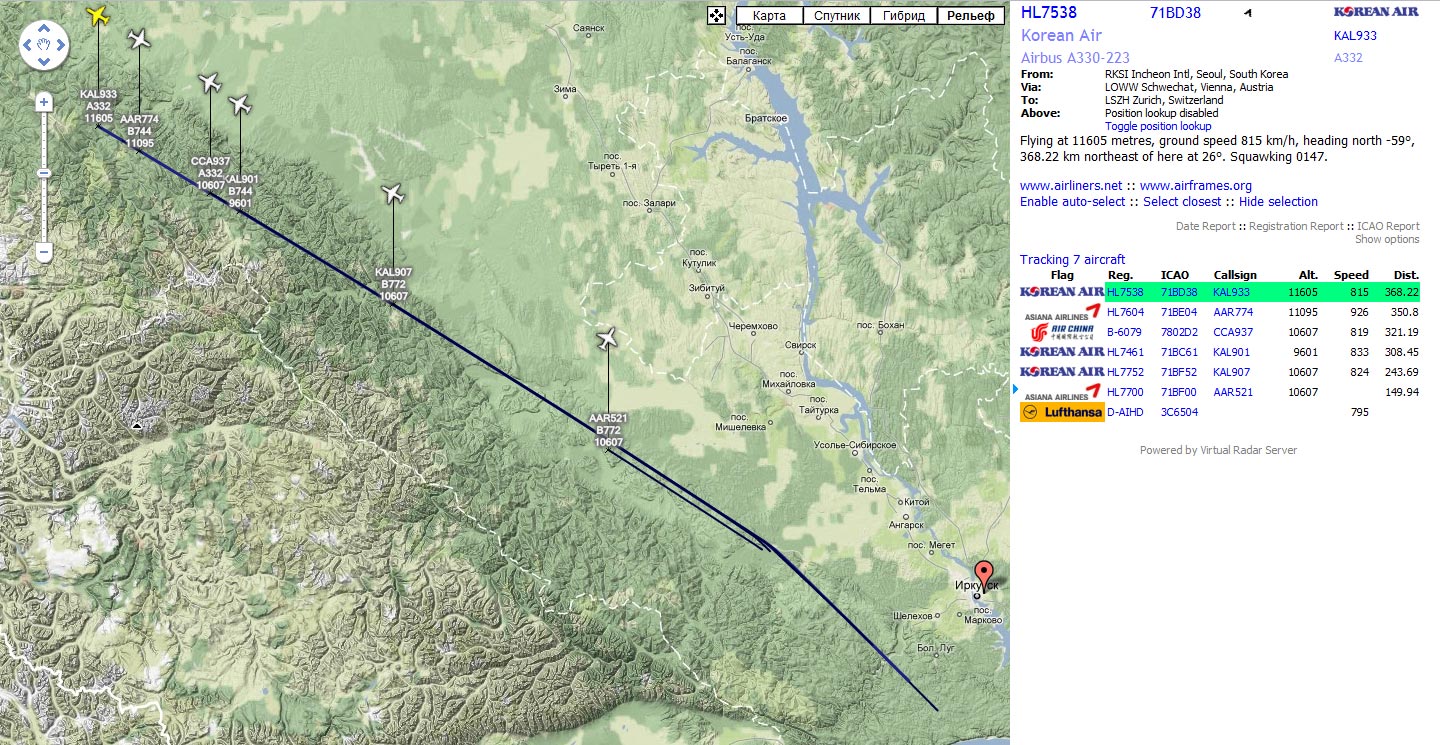 Карта
Спутник
Гибрид
Рельеф
Саянск
пос.
Усть-Уда
пос.
Балаганск
Зима
Братское
пос.
Тыреть 1-я
пос. Залари
пос.
Кутулик
пос.
Забитуй
Черемхово
пос. Бохан
Свирск
пос.
Михайловка
пос.
Тайтурка
пос.
Мишелевка
Усолье-Сибирское
пос.
Тельма
Китой
Ангарск
пос. Мегет
Иркутск
Шелехов
пос.
Марково
Бол. Луг
KAL933
A332
11605
AAR774
B744
11095
CCA937
A332
10607
KAL901
B744
9601
KAL907
B772
10607
AAR521
B772
10607
HL7538 71BD38 KOREAN AIR
Korean Air KAL933
Airbus A330-223 A332
From: RKSI Incheon Intl, Seoul, South Korea
Via: LOWW Schwechat, Vienna, Austria
To: LSZH Zurich, Switzerland
Above: Position lookup disabled
Toggle position lookup
Flying at 11605 metres, ground speed 815 km/h, heading north -59°,
368.22 km northeast of here at 26°. Squawking 0147.
www.airliners.net :: www.airframes.org
Enable auto-select :: Select closest :: Hide selection
Date Report :: Registration Report :: ICAO Report
Show options
Tracking 7 aircraft
Flag Reg. ICAO Callsign Alt. Speed Dist.
KOREAN AIR HL7538 71BD38 KAL933 11605 815 368.22
ASIANA AIRLINES HL7604 71BE04 AAR774 11095 926 350.8
AIR CHINA B-6079 7802D2 CCA937 10607 819 321.19
KOREAN AIR HL7461 71BC61 KAL901 9601 833 308.45
KOREAN AIR HL7752 71BF52 KAL907 10607 824 243.69
ASIANA AIRLINES HL7700 71BF00 AAR521 10607 149.94
Lufthansa D-AIHD 3C6504 795
Powered by Virtual Radar Server